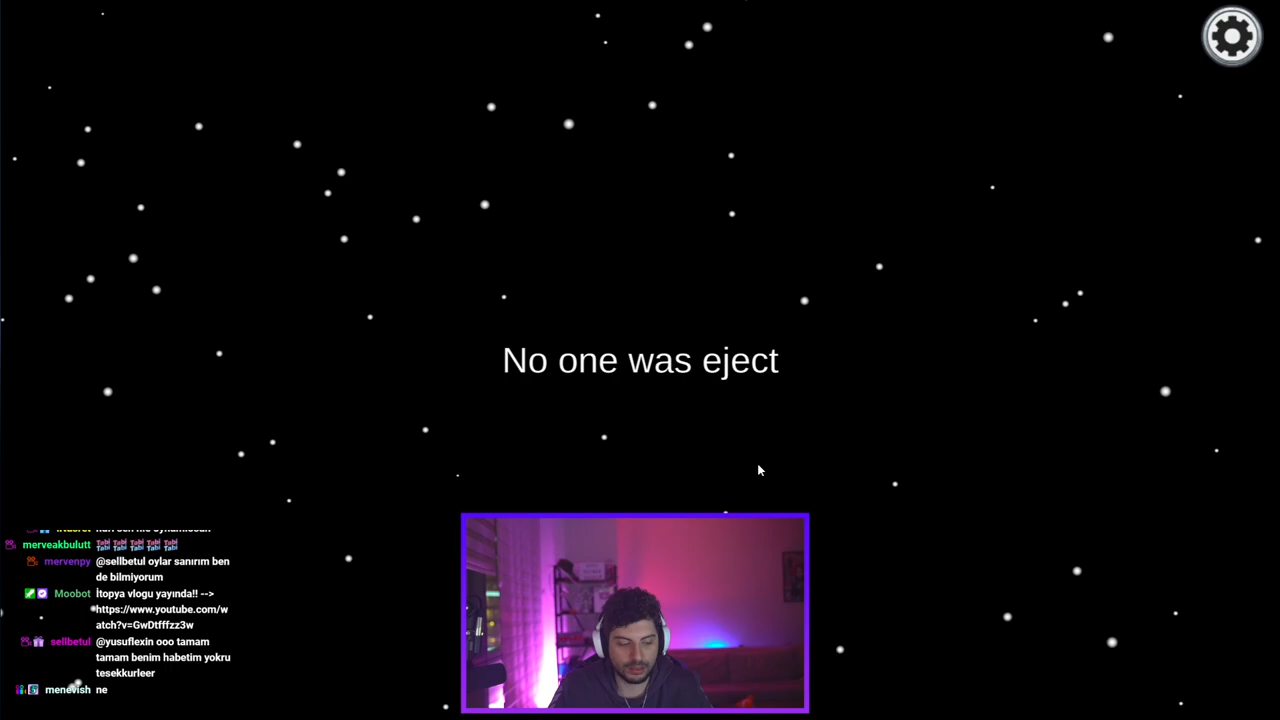 No one was eject
merveakbulutt
mervenpy @sellbetul oylar sanırım ben
de bilmiyorum
Moobot İtopya vlogu yayında!! -->
https://www.youtube.com/w
atch?v=GwDtfffzz3w
sellbetul @yusuflexin ooo tamam
tamam benim habetim yokru
tesekkurleer
menevish ne